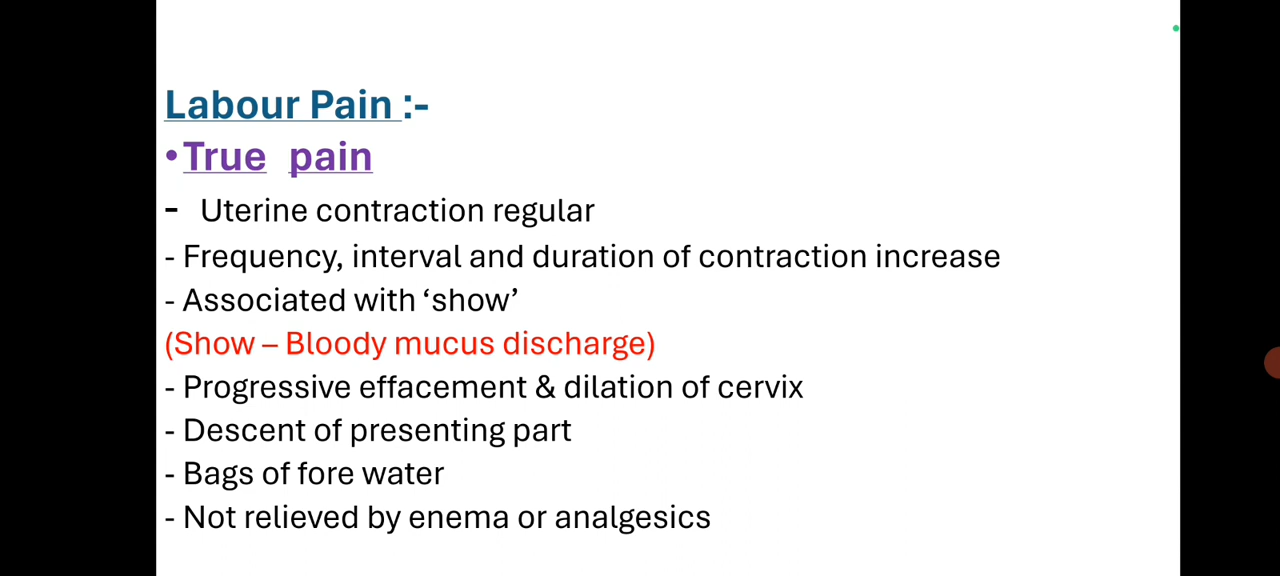 Labour Pain :-
•True pain
- Uterine contraction regular
- Frequency, interval and duration of contraction increase
- Associated with ‘show’
(Show – Bloody mucus discharge)
- Progressive effacement & dilation of cervix
- Descent of presenting part
- Bags of fore water
- Not relieved by enema or analgesics